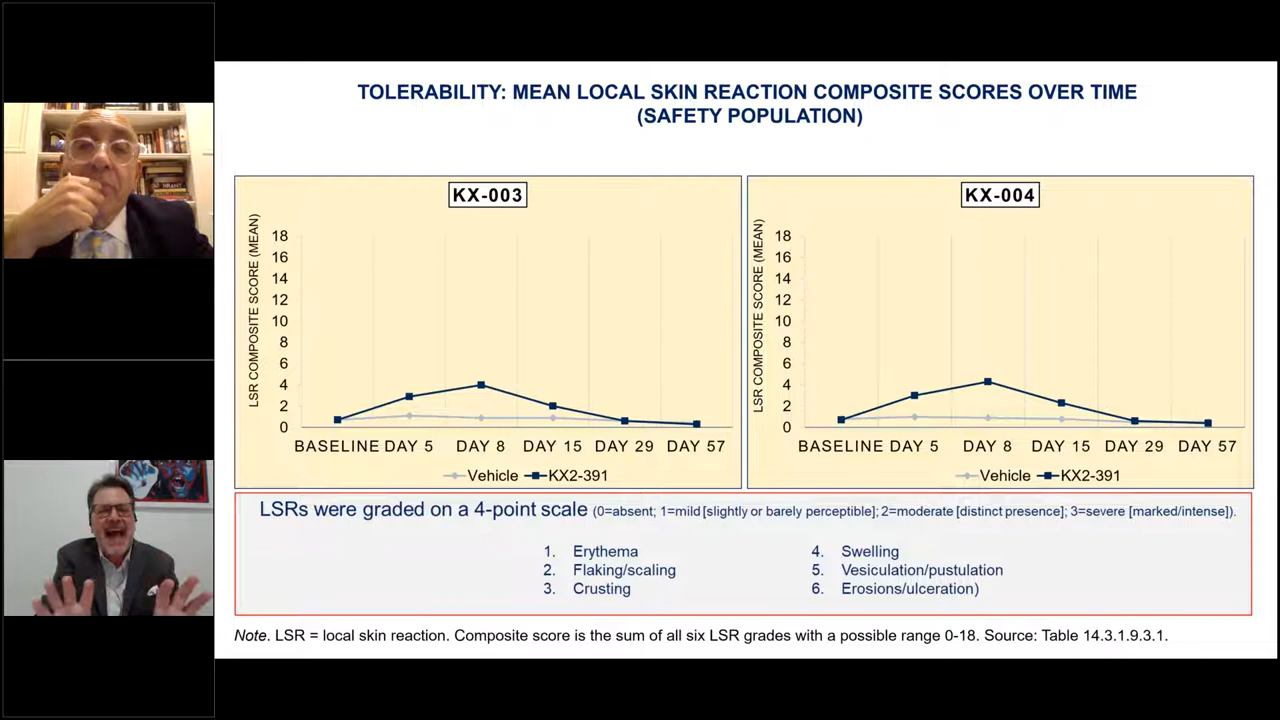 TOLERABILITY: MEAN LOCAL SKIN REACTION COMPOSITE SCORES OVER TIME
(SAFETY POPULATION)
KX-003
LSR COMPOSITE SCORE (MEAN)
18
16
14
12
10
8
6
4
2
0
BASELINE DAY 5 DAY 8 DAY 15 DAY 29 DAY 57
Vehicle KX2-391
KX-004
LSR COMPOSITE SCORE (MEAN)
18
16
14
12
10
8
6
4
2
0
BASELINE DAY 5 DAY 8 DAY 15 DAY 29 DAY 57
Vehicle KX2-391
LSRs were graded on a 4-point scale (0=absent; 1=mild [slightly or barely perceptible]; 2=moderate [distinct presence]; 3=severe [marked/intense]).
1. Erythema
2. Flaking/scaling
3. Crusting
4. Swelling
5. Vesiculation/pustulation
6. Erosions/ulceration)
Note. LSR = local skin reaction. Composite score is the sum of all six LSR grades with a possible range 0-18. Source: Table 14.3.1.9.3.1.